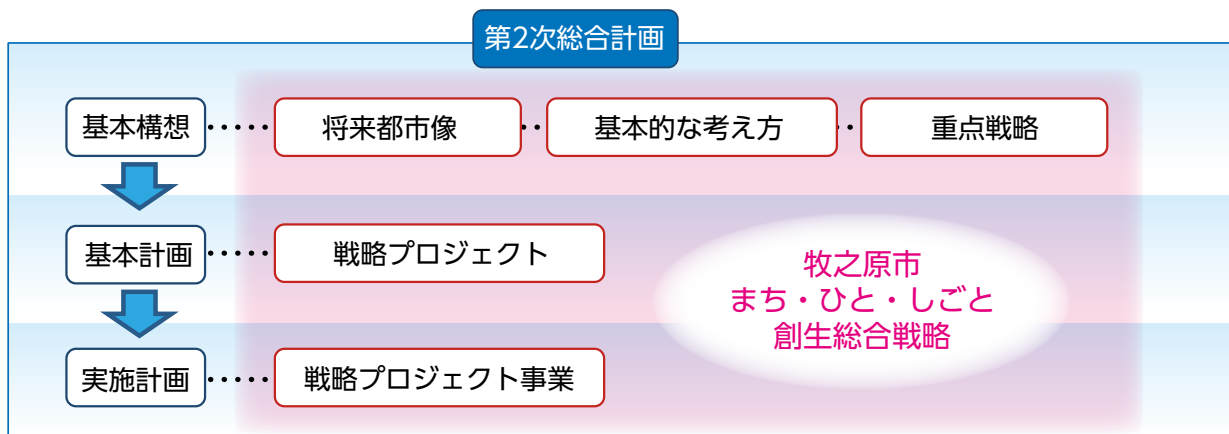 第2次総合計画
基本構想
将来都市像
基本的な考え方
重点戦略
基本計画
戦略プロジェクト
牧之原市
まち・ひと・しごと
創生総合戦略
実施計画
戦略プロジェクト事業